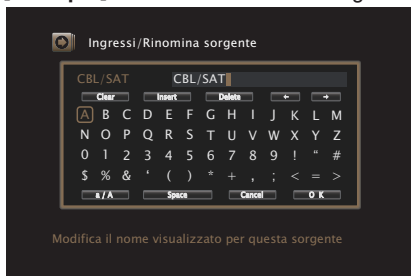 Ingressi/Rinomina sorgente
CBL/SAT CBL/SAT
Clear Insert Delete ← →
A B C D E F G H I J K L M
N O P Q R S T U V W X Y Z
0 1 2 3 4 5 6 7 8 9 ! “ #
$ % & ‘ ( ) * + , ; < = >
a / A Space Cancel O K
Modifica il nome visualizzato per questa sorgente